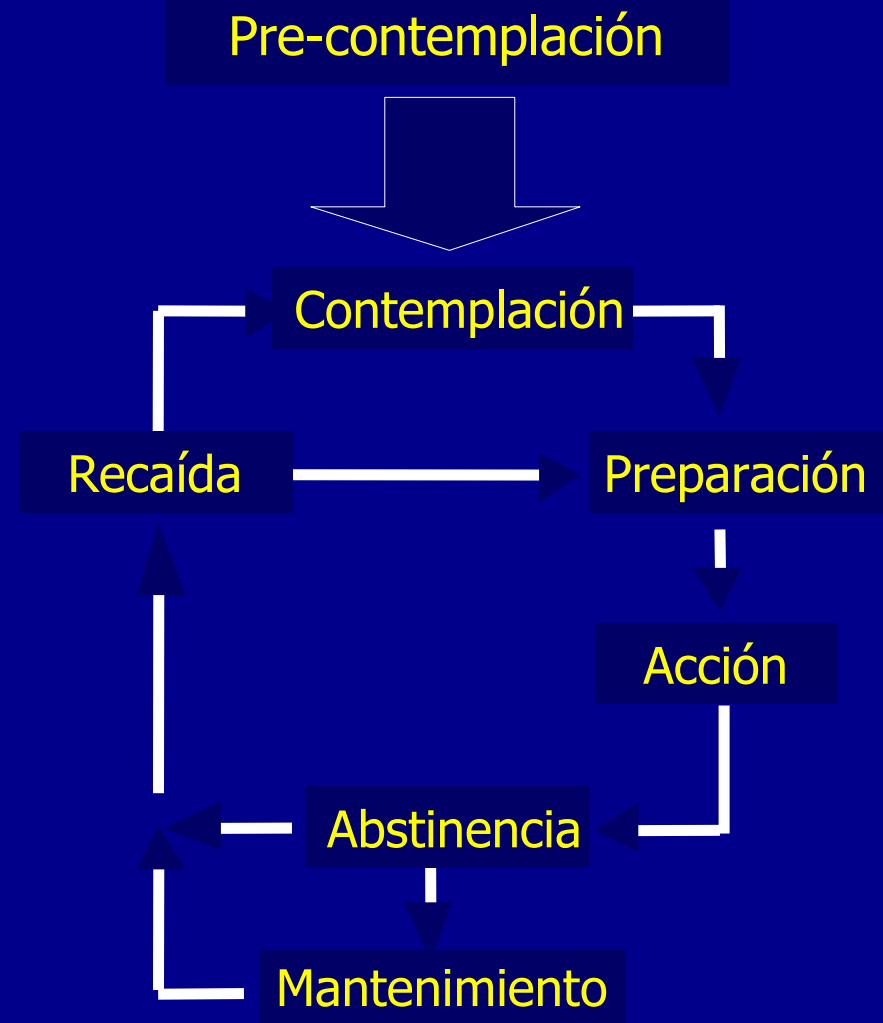 Pre-contemplación
Contemplación
Recaída
Preparación
Acción
Abstinencia
Mantenimiento